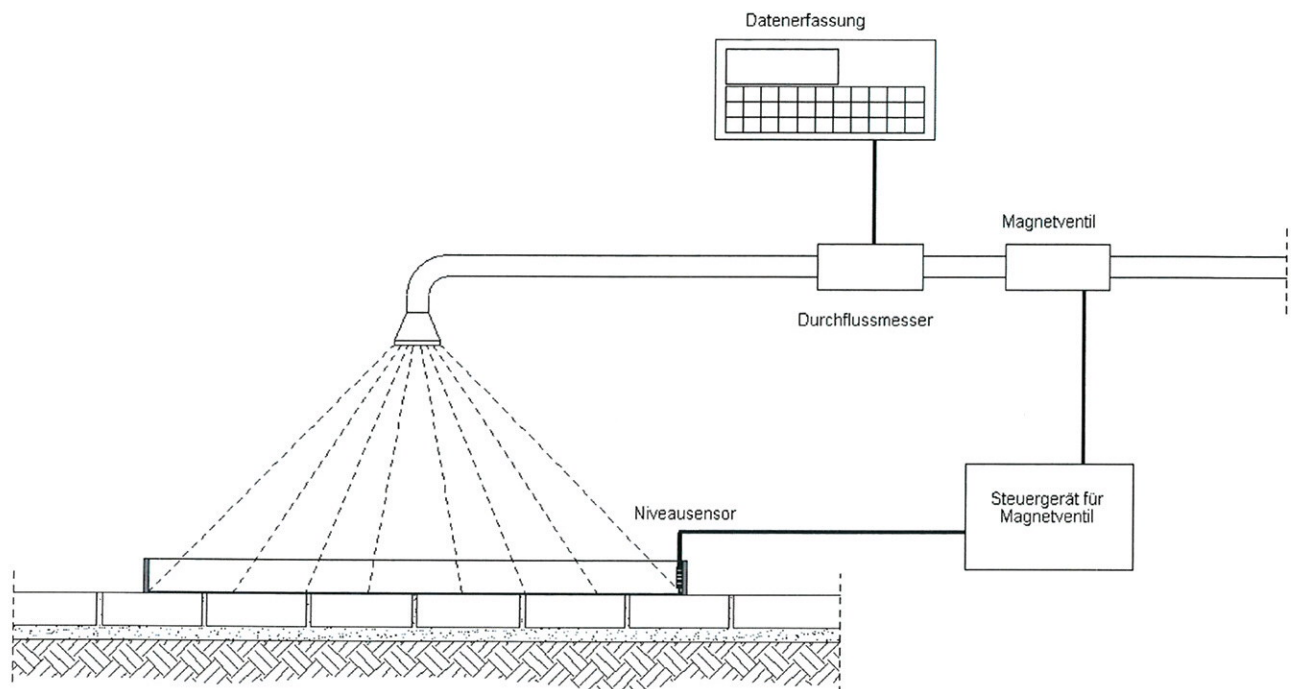 Datenerfassung
Magnetventil
Durchflussmesser
Niveausensor
Steuergerät für
Magnetventil